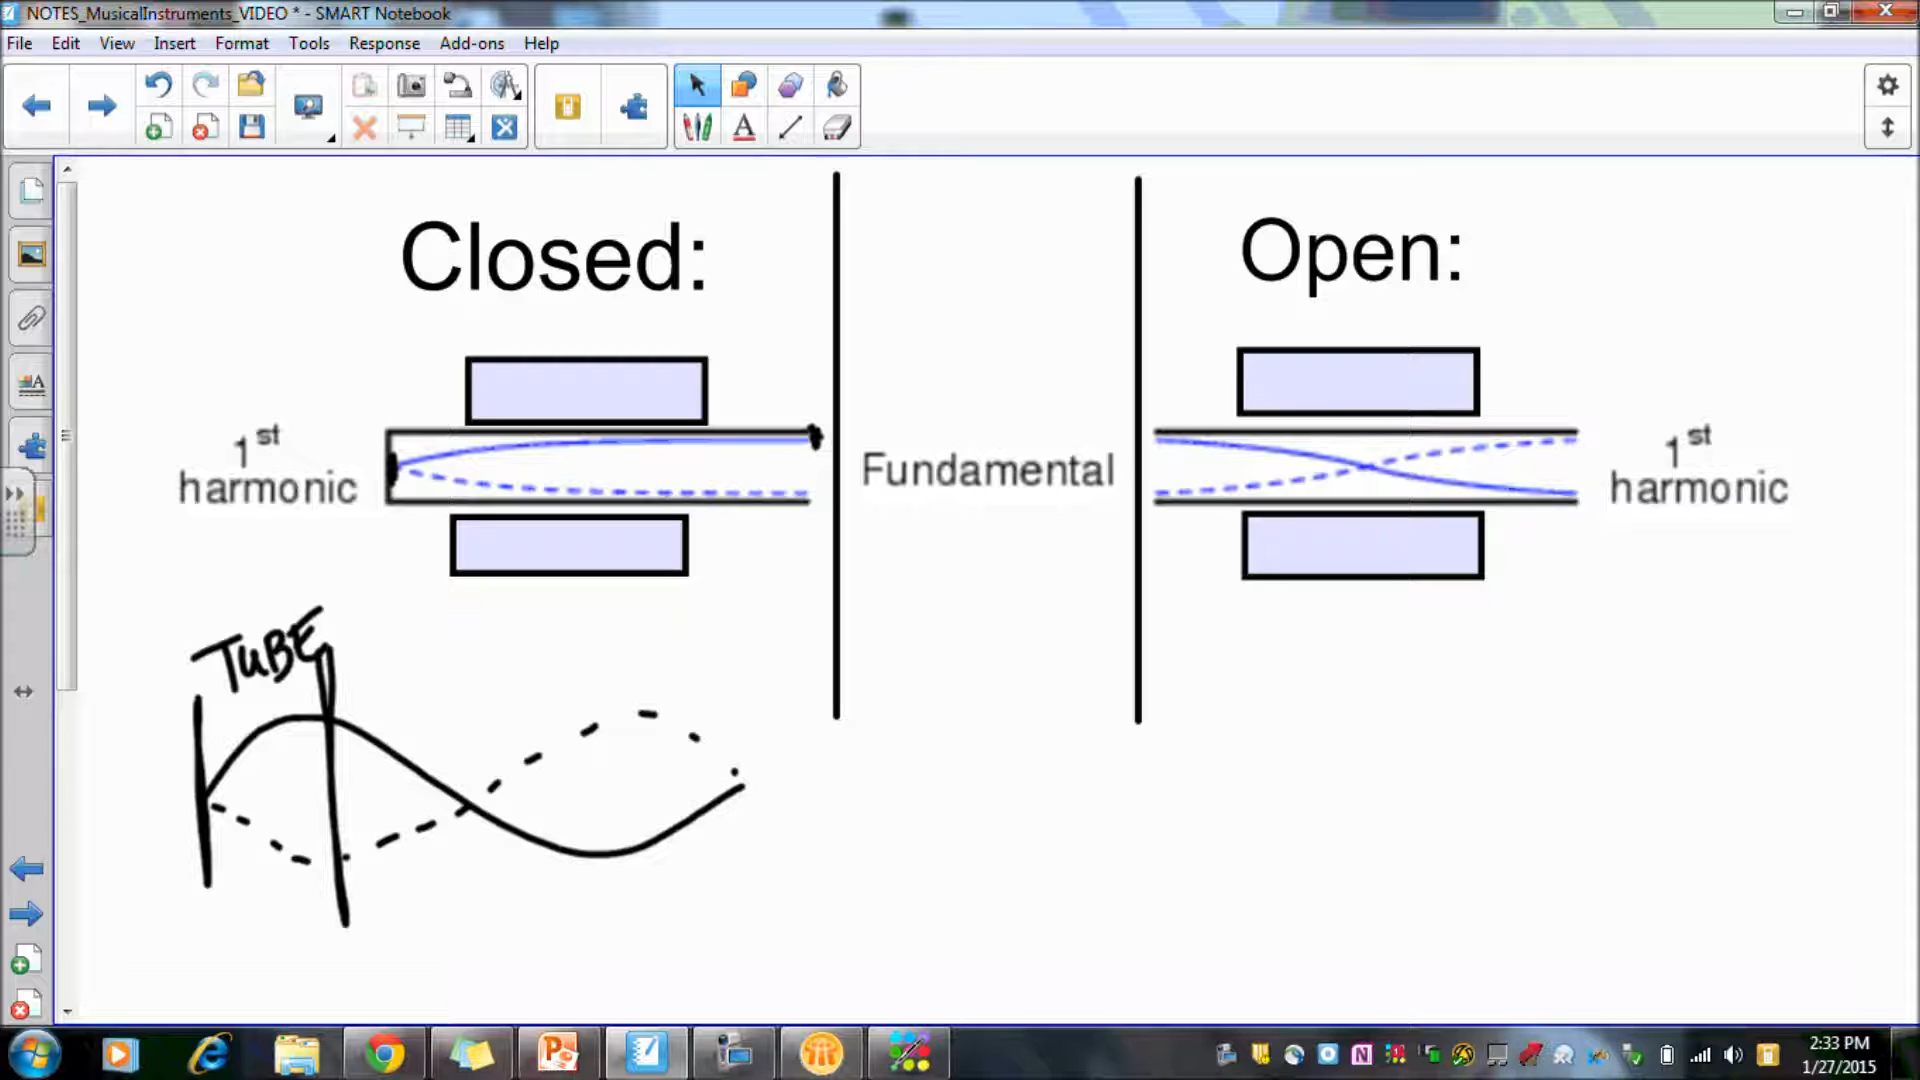 NOTES_MusicalInstruments_VIDEO * - SMART Notebook
File Edit View Insert Format Tools Response Add-ons Help
Closed:
Open:
1st
harmonic
Fundamental
1st
harmonic
TUBE
2:33 PM
1/27/2015